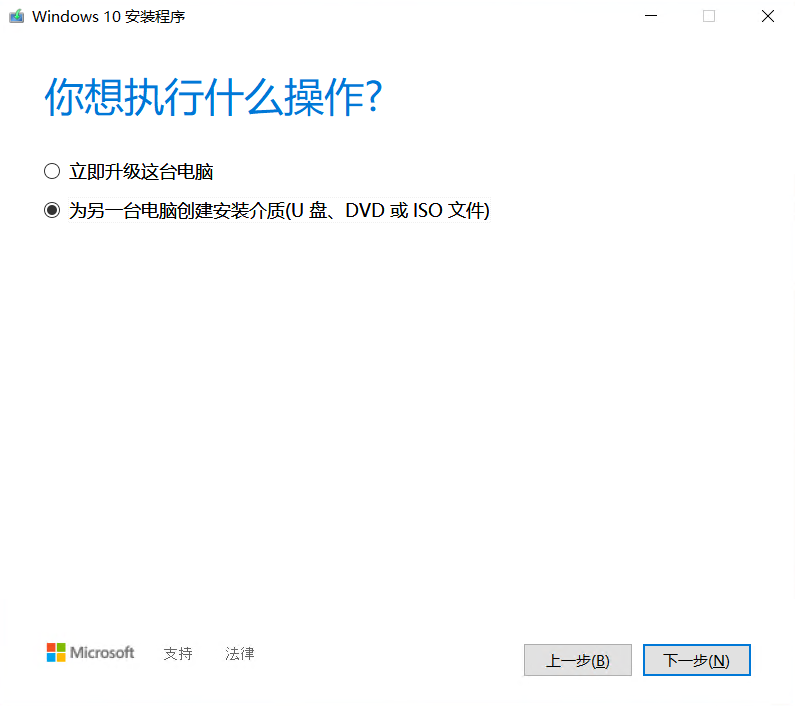 Windows 10 安装程序
你想执行什么操作?
立即升级这台电脑
为另一台电脑创建安装介质(U 盘、DVD 或 ISO 文件)
Microsoft 支持 法律 上一步(B) 下一步(N)